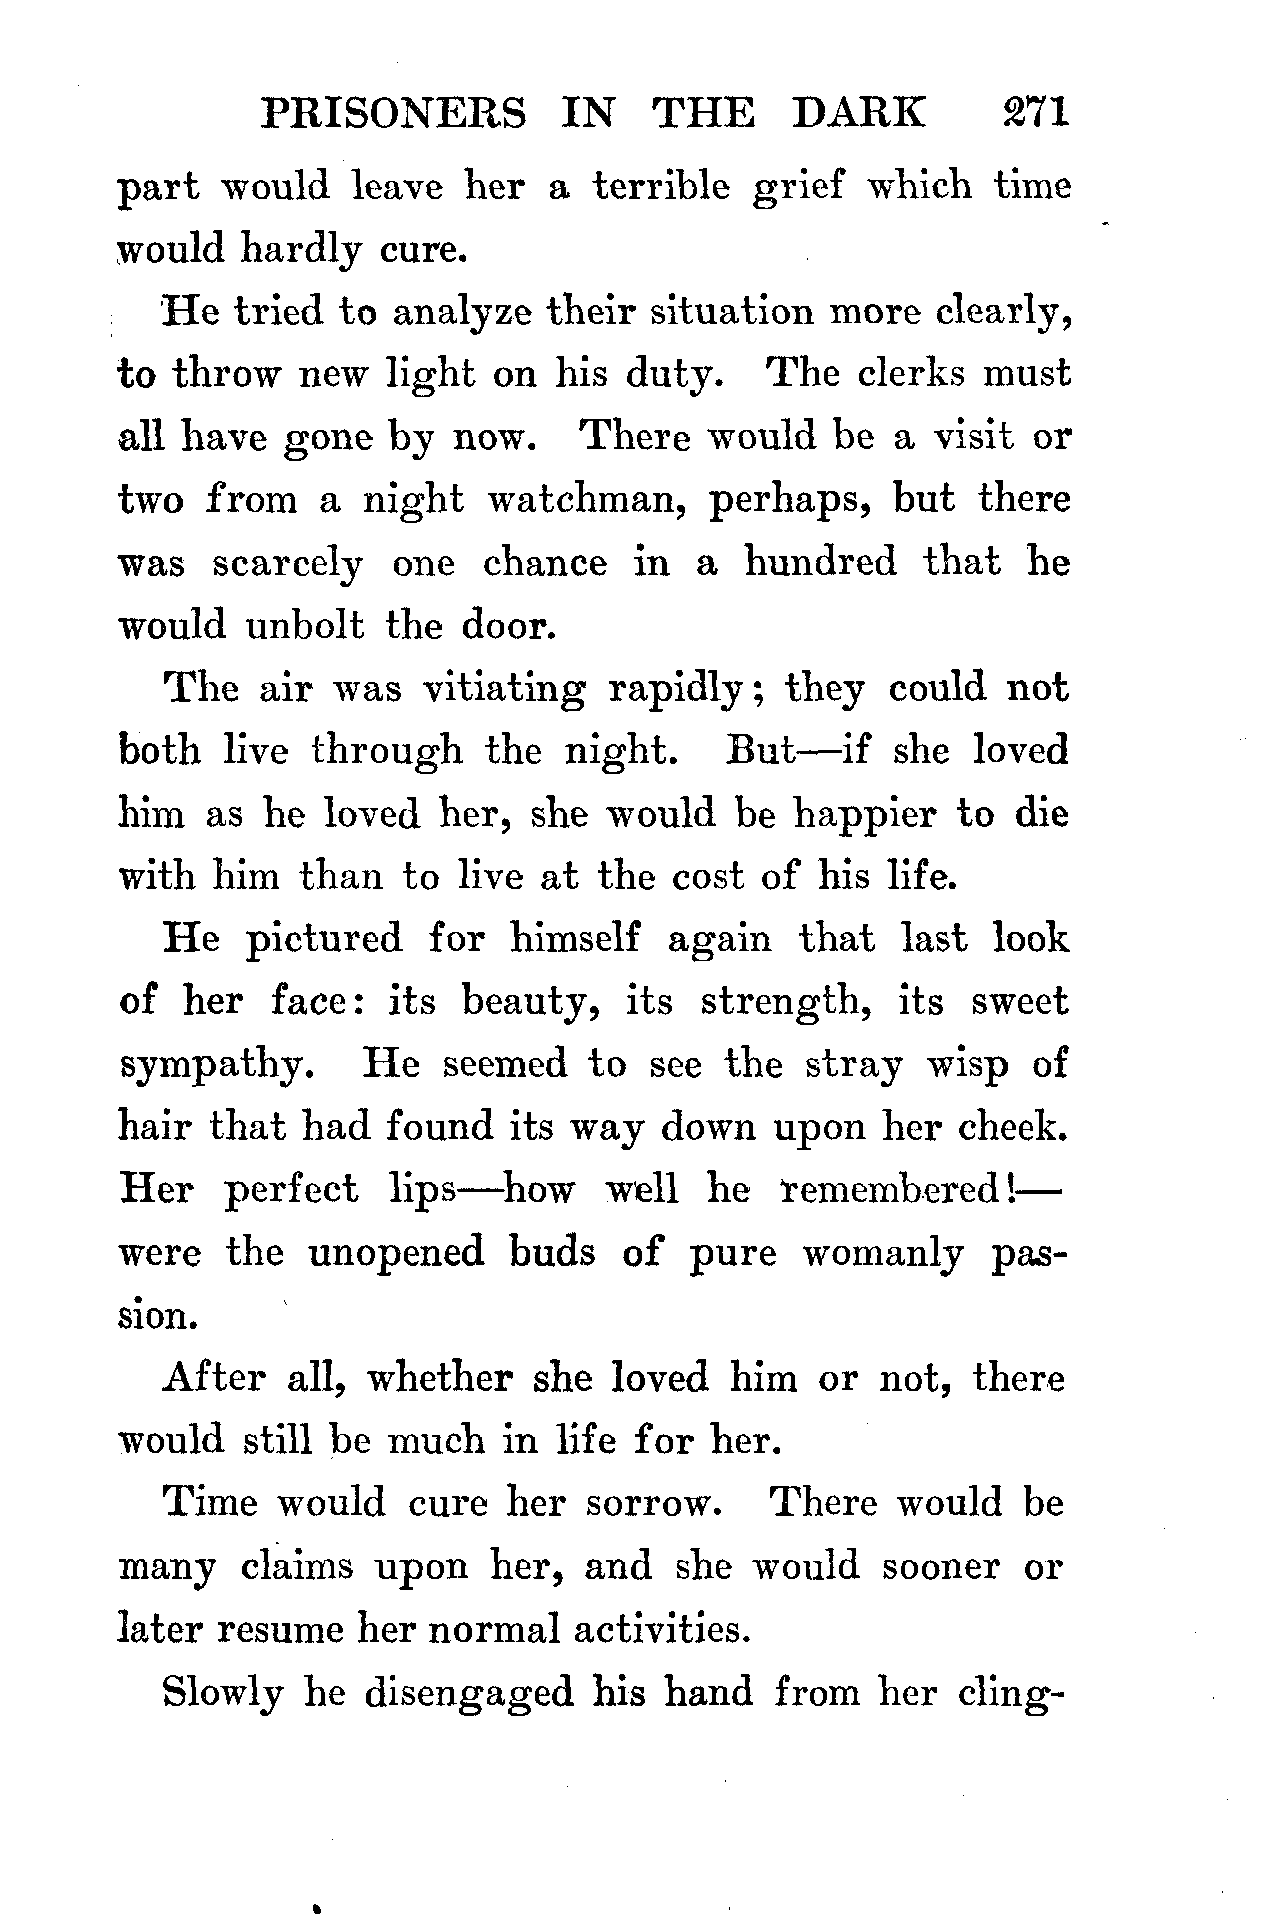 PRISONERS IN THE DARK 271
part would leave her a terrible grief which time
would hardly cure.
He tried to analyze their situation more clearly,
to throw new light on his duty. The clerks must
all have gone by now. There would be a visit or
two from a night watchman, perhaps, but there
was scarcely one chance in a hundred that he
would unbolt the door.
The air was vitiating rapidly; they could not
both live through the night. But—if she loved
him as he loved her, she would be happier to die
with him than to live at the cost of his life.
He pictured for himself again that last look
of her face: its beauty, its strength, its sweet
sympathy. He seemed to see the stray wisp of
hair that had found its way down upon her cheek.
Her perfect lips—how well he remembered!—
were the unopened buds of pure womanly pas-
sion.
After all, whether she loved him or not, there
would still be much in life for her.
Time would cure her sorrow. There would be
many claims upon her, and she would sooner or
later resume her normal activities.
Slowly he disengaged his hand from her cling-